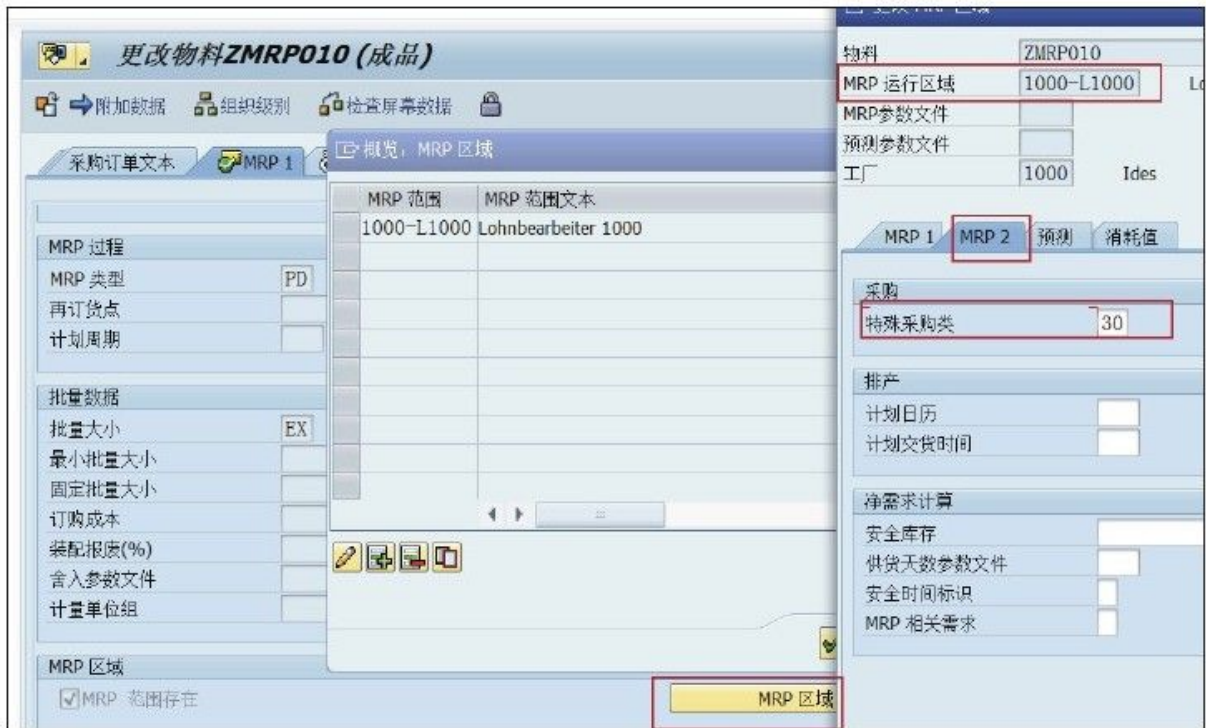 更改物料ZMRP010 (成品)
附加数据 组织级别 检查屏幕数据
采购订单文本 MRP 1
MRP 过程
MRP 类型 PD
再订货点
计划周期
批量数据
批量大小 EX
最小批量大小
固定批量大小
订购成本
装配报废(%)
舍入参数文件
计量单位组
MRP 区域
MRP 范围存在
MRP 区域
概览, MRP 区域
MRP 范围 MRP 范围文本
1000-L1000 Lohnbearbeiter 1000
物料 ZMRP010
MRP 运行区域 1000-L1000 Lo
MRP参数文件
预测参数文件
工厂 1000 Ides
MRP 1 MRP 2 预测 消耗值
采购
特殊采购类 30
排产
计划日历
计划交货时间
净需求计算
安全库存
供货天数参数文件
安全时间标识
MRP 相关需求